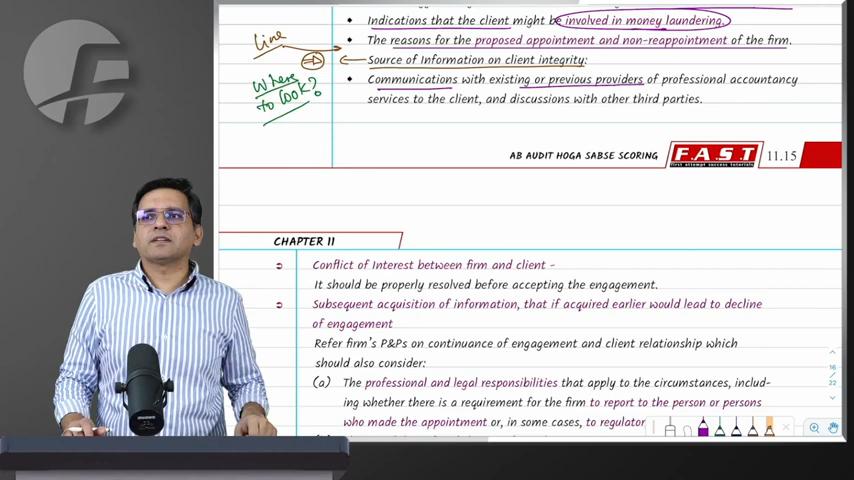 Indications that the client might be involved in money laundering.
The reasons for the proposed appointment and non-reappointment of the firm.
Source of Information on client integrity:
Communications with existing or previous providers of professional accountancy
services to the client, and discussions with other third parties.
Line
Where
to look?
AB AUDIT HOGA SABSE SCORING
F.A.S.T
first attempt success tutorials
11.15
CHAPTER 11
Conflict of Interest between firm and client -
It should be properly resolved before accepting the engagement.
Subsequent acquisition of information, that if acquired earlier would lead to decline
of engagement
Refer firm's P&Ps on continuance of engagement and client relationship which
should also consider:
(a) The professional and legal responsibilities that apply to the circumstances, includ-
ing whether there is a requirement for the firm to report to the person or persons
who made the appointment or, in some cases, to regulator
16
/
22